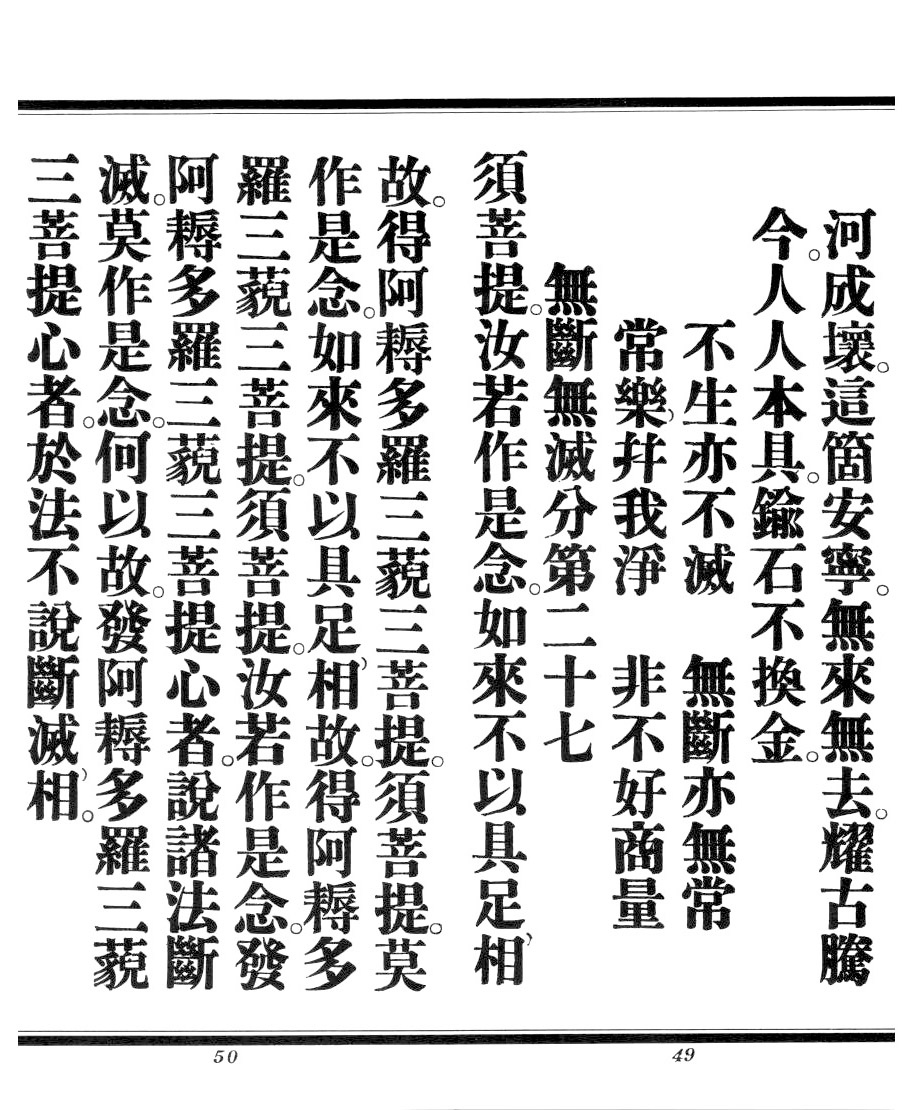 河成壞。這箇安寧。無來無去。耀古騰
今。人人本具。鍮石不換金。
不生亦不滅　無斷亦無常
常樂幷我淨　非不好商量
無斷無滅分第二十七
須菩提。汝若作是念。如來不以具足相
故。得阿耨多羅三藐三菩提。須菩提。莫
作是念。如來不以具足相故。得阿耨多
羅三藐三菩提。須菩提。汝若作是念。發
阿耨多羅三藐三菩提心者。說諸法斷
滅。莫作是念。何以故。發阿耨多羅三藐
三菩提心者。於法不說斷滅相。
49
50